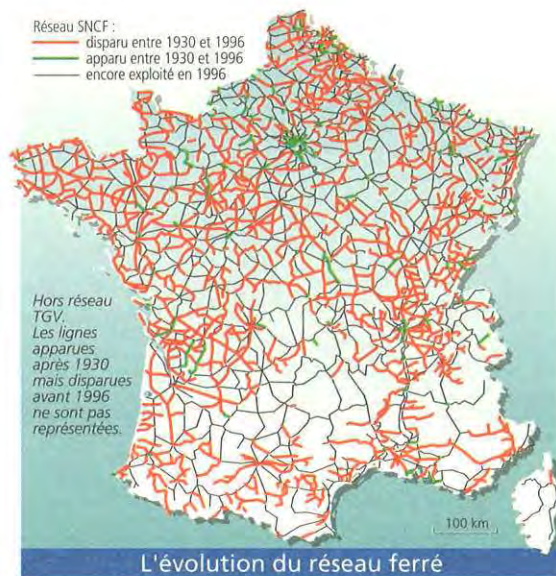 Réseau SNCF :
disparu entre 1930 et 1996
apparu entre 1930 et 1996
encore exploité en 1996
Hors réseau
TGV.
Les lignes
apparues
après 1930
mais disparues
avant 1996
ne sont pas
représentées.
100 km
L'évolution du réseau ferré